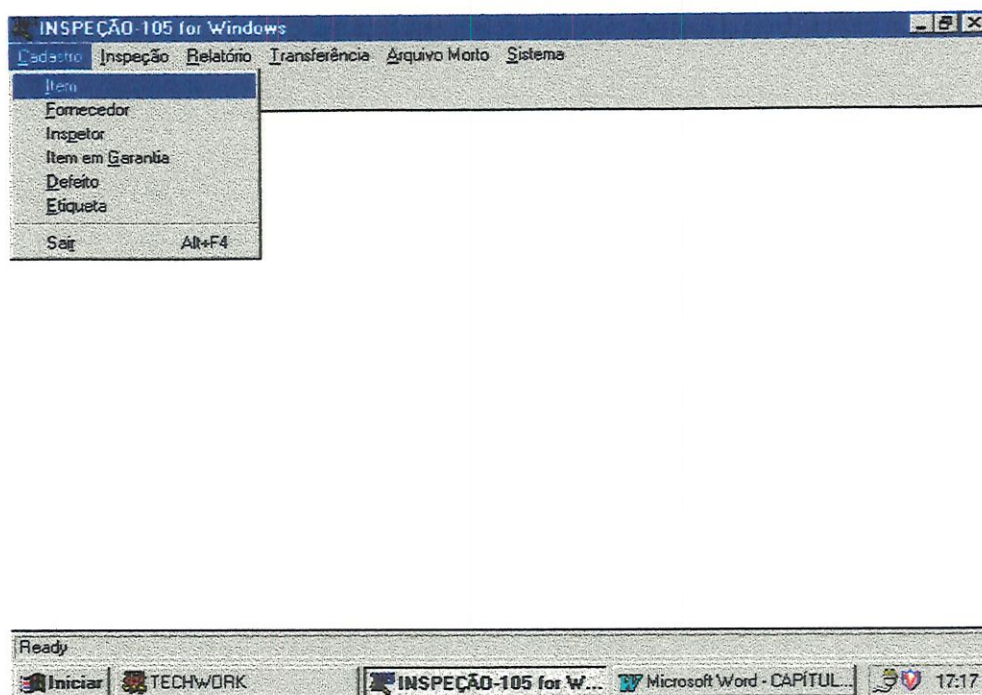 INSPEÇÃO-105 for Windows
Cadastro Inspeção Relatório Transferência Arquivo Morto Sistema
Item
Fornecedor
Inspetor
Item em Garantia
Defeito
Etiqueta
Sair Alt+F4
Ready
Iniciar TECHWORK INSPEÇÃO-105 for W... Microsoft Word - CAPÍTUL... 17:17